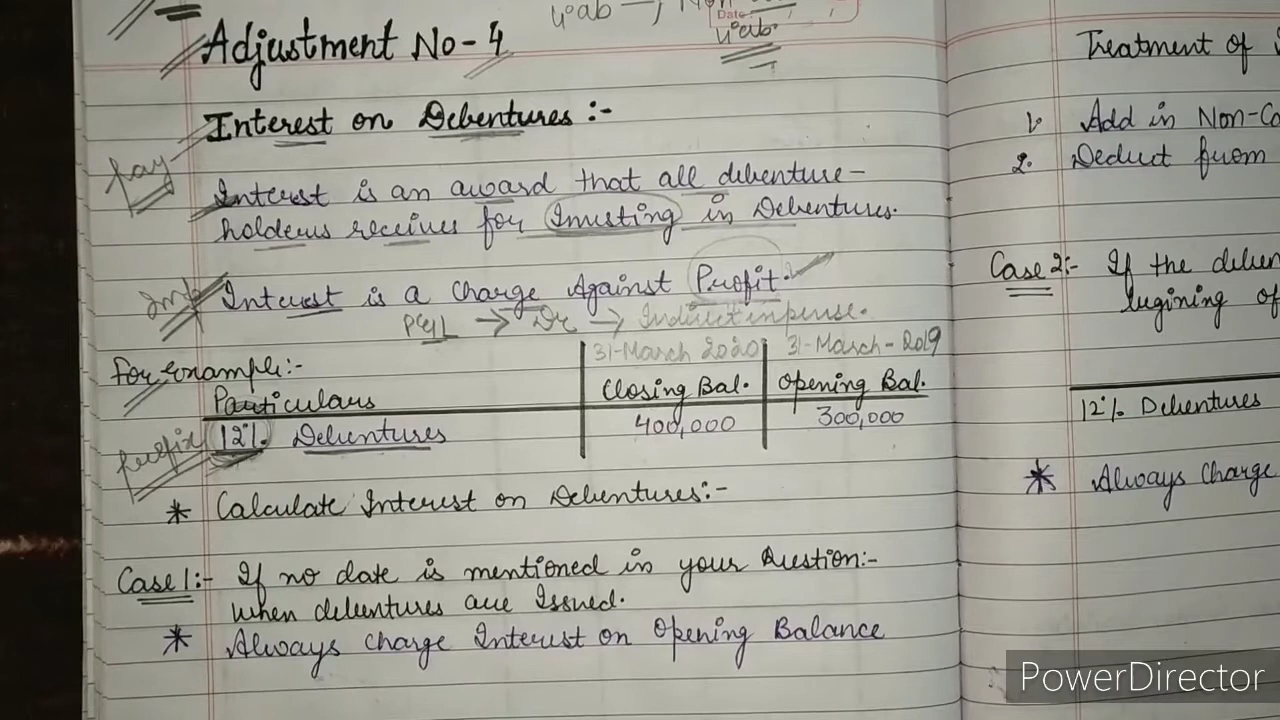 Adjustment No-4
Interest on Debentures :-
Pay
Interest is an award that all debenture-
holders receives for Investing in Debentures.
Int
Interest is a charge Against Profit.
P&L → Dr → Indirect expense.
31-March 2020 31-March-2019
For example:-
Particulars Closing Bal. Opening Bal.
Prefix 12% Debentures 400,000 300,000
* Calculate Interest on Debentures:-
Case 1:- If no date is mentioned in your Question:-
when debentures are Issued.
* Always charge Interest on Opening Balance
Date
Treatment of
1. Add in Non-C
2. Deduct from
Case 2:- If the deben
begining of
12% Debentures
* Always charge
PowerDirector